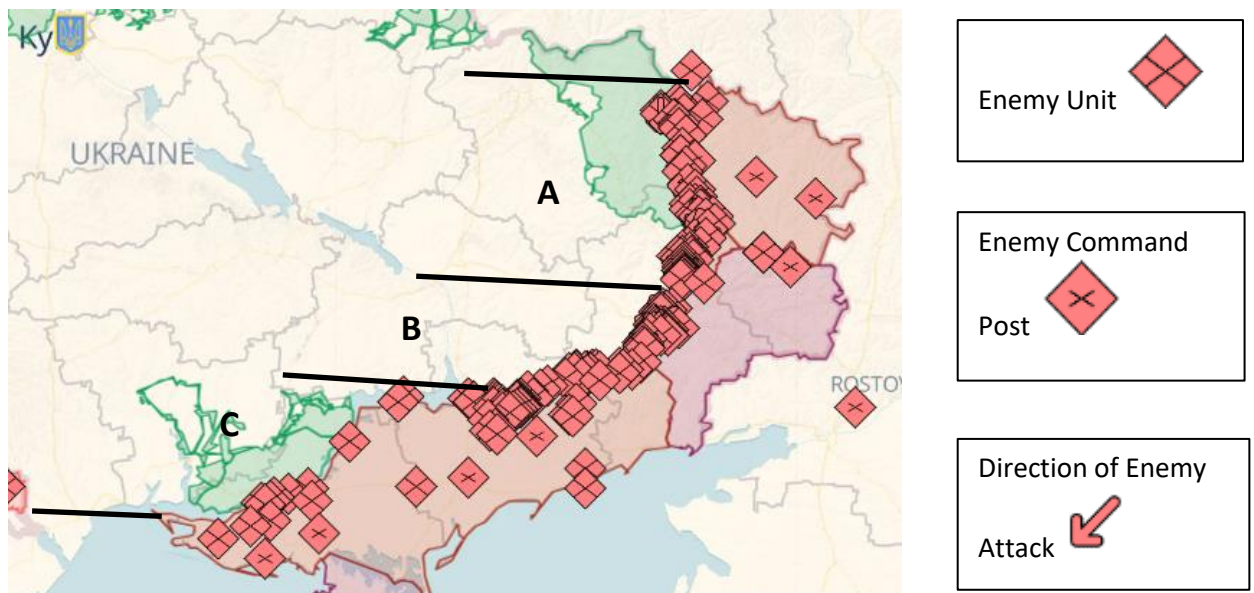 Ky
UKRAINE
A
B
C
ROSTOV
Enemy Unit
Enemy Command
Post
Direction of Enemy
Attack